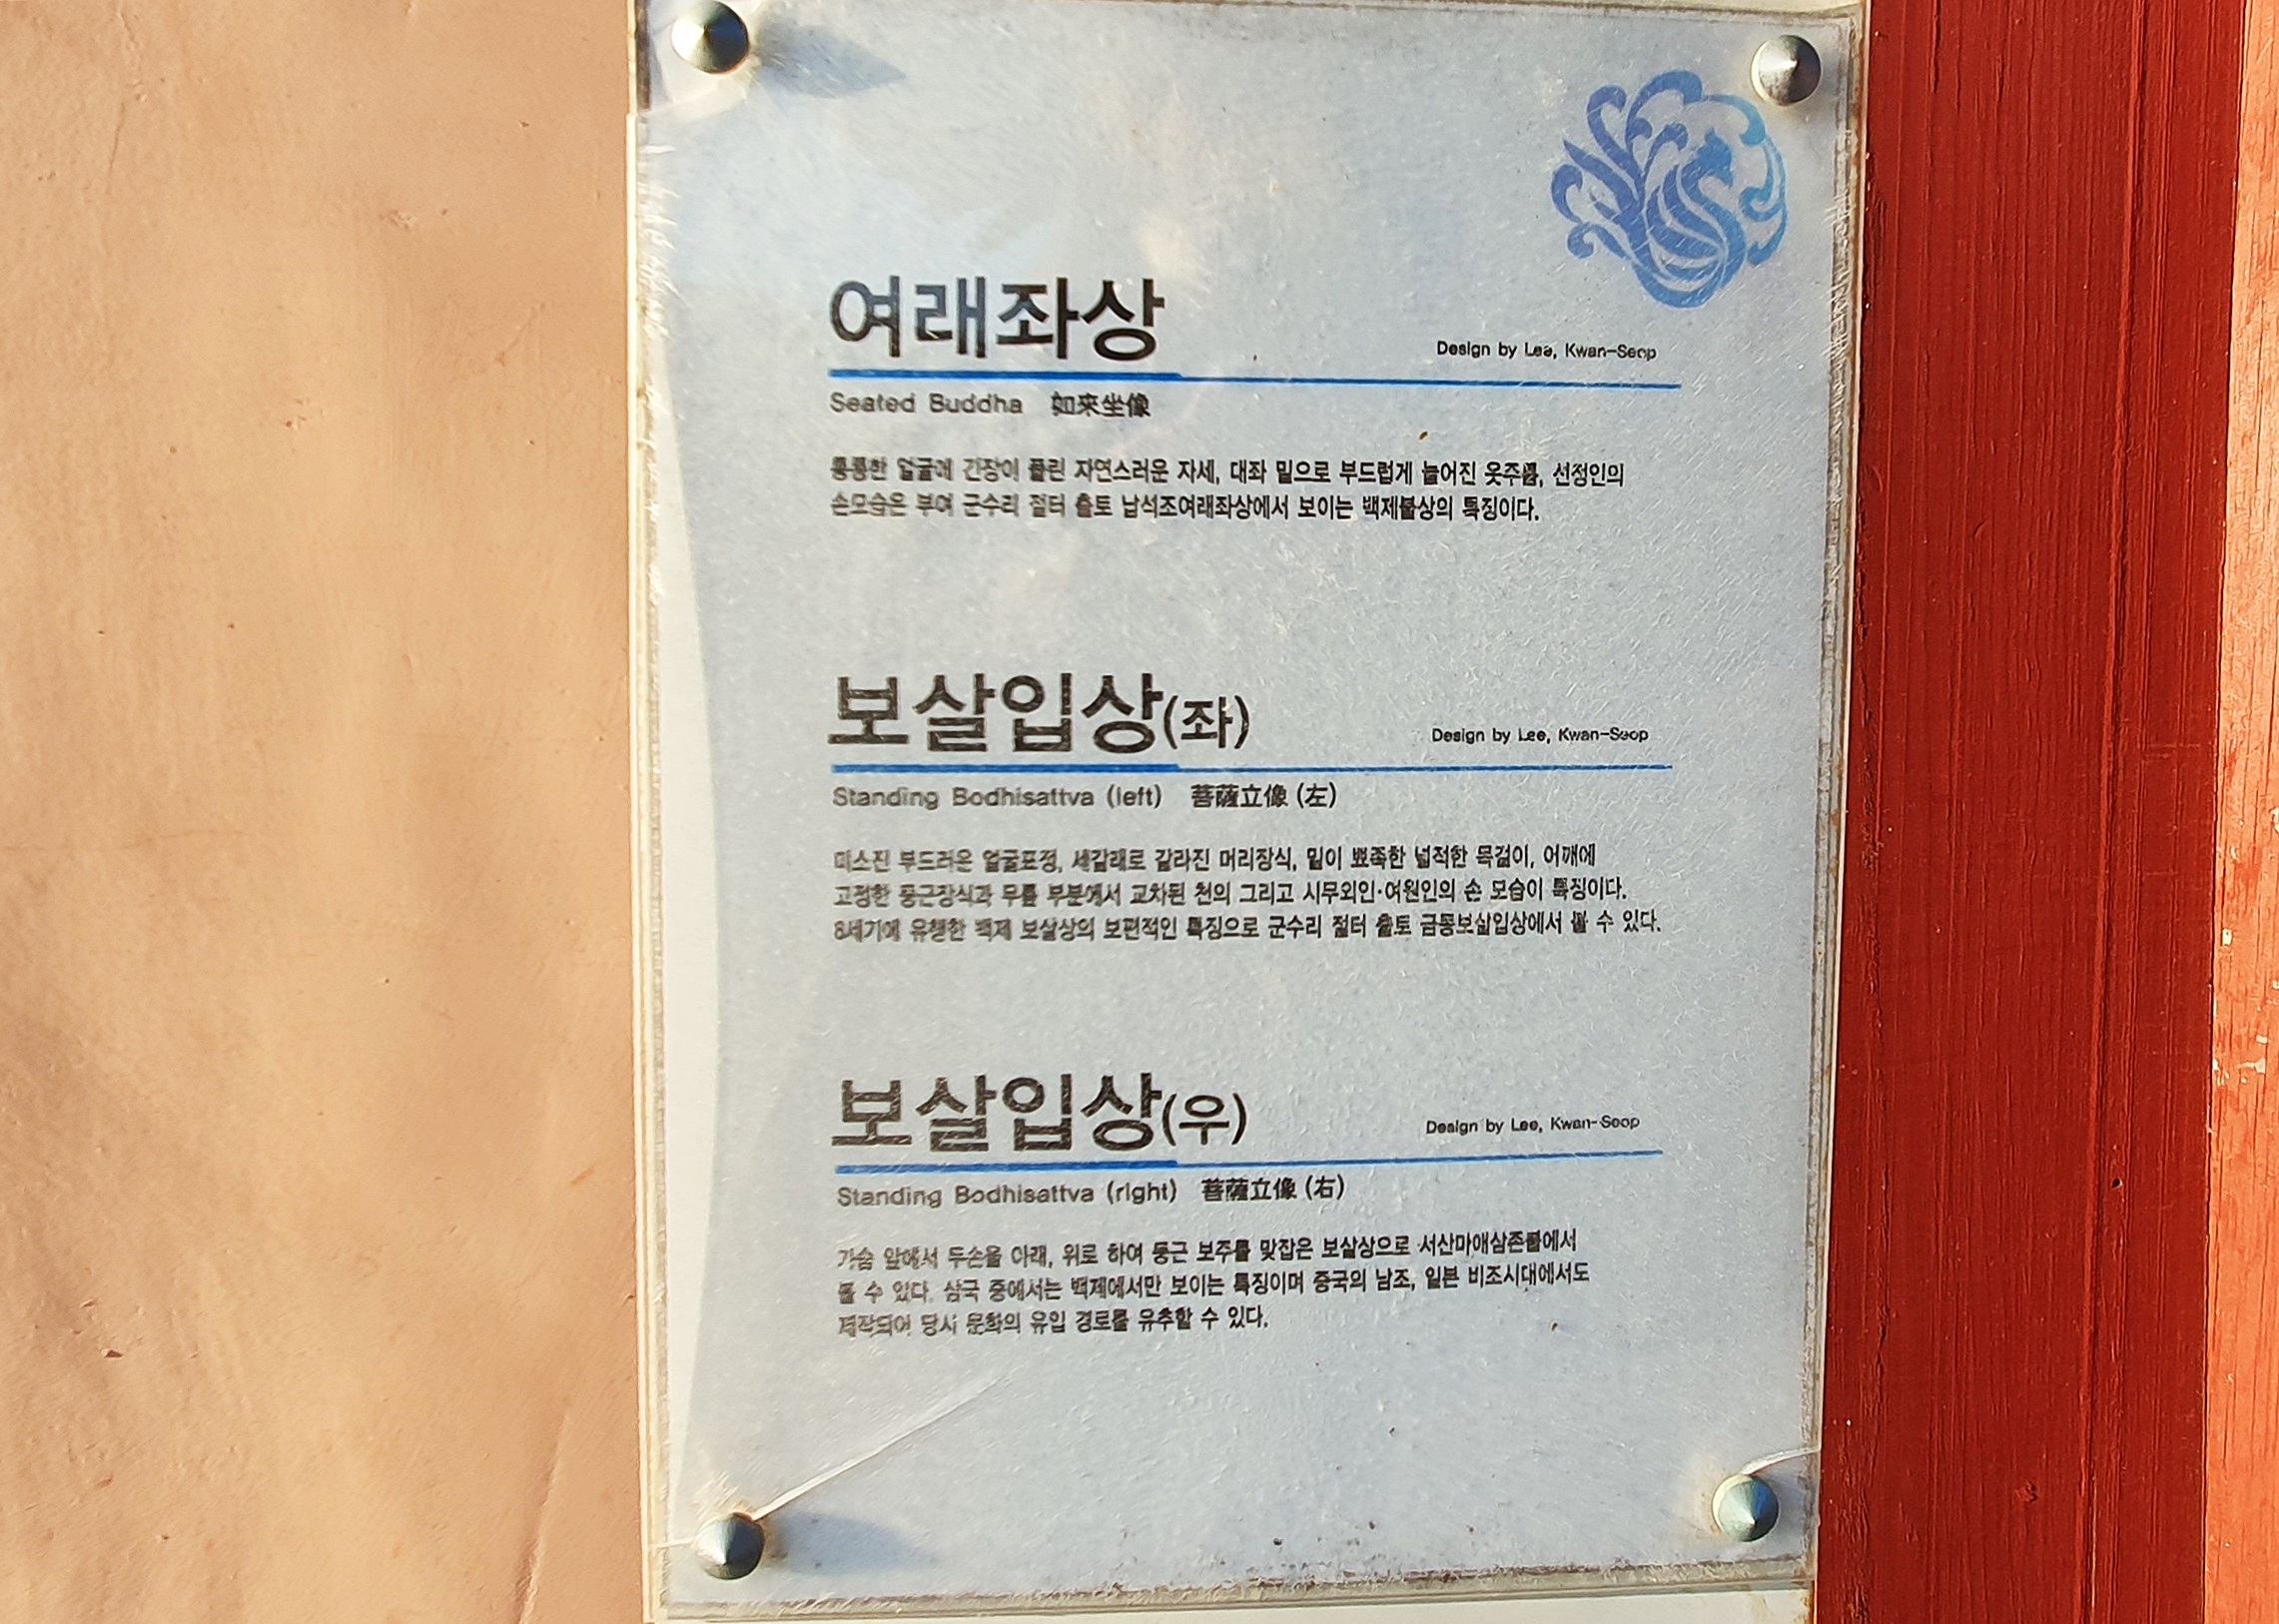 여래좌상
Design by Lee, Kwan-Seop
Seated Buddha 如來坐像
통통한 얼굴에 긴장이 풀린 자연스러운 자세, 대좌 밑으로 부드럽게 늘어진 옷주름, 선정인의
손모습은 부여 군수리 절터 출토 납석조여래좌상에서 보이는 백제불상의 특징이다.
보살입상(좌)
Design by Lee, Kwan-Seop
Standing Bodhisattva (left) 菩薩立像 (左)
미소진 부드러운 얼굴표정, 세갈래로 갈라진 머리장식, 밑이 뾰족한 넓적한 목걸이, 어깨에
고정한 둥근장식과 무릎 부분에서 교차된 천의 그리고 시무외인·여원인의 손 모습이 특징이다.
6세기에 유행한 백제 보살상의 보편적인 특징으로 군수리 절터 출토 금동보살입상에서 볼 수 있다.
보살입상(우)
Design by Lee, Kwan-Seop
Standing Bodhisattva (right) 菩薩立像 (右)
가슴 앞에서 두손을 아래, 위로 하여 둥근 보주를 맞잡은 보살상으로 서산마애삼존불에서
볼 수 있다. 삼국 중에서는 백제에서만 보이는 특징이며 중국의 남조, 일본 비조시대에서도
제작되어 당시 문화의 유입 경로를 유추할 수 있다.